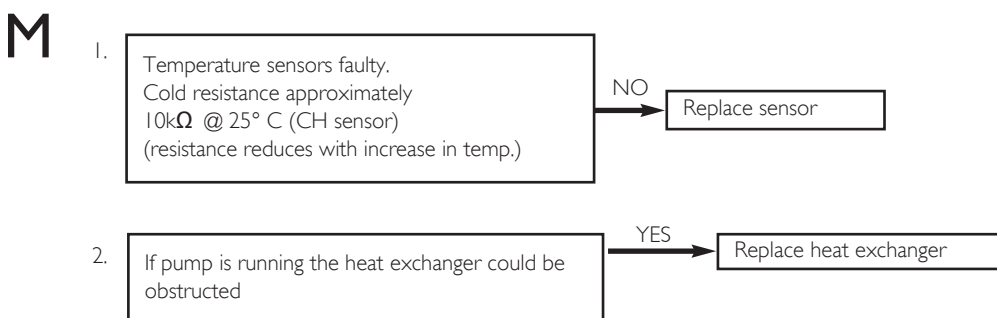 M
1.
Temperature sensors faulty.
Cold resistance approximately
10kΩ @ 25° C (CH sensor)
(resistance reduces with increase in temp.)
NO
Replace sensor
2.
If pump is running the heat exchanger could be
obstructed
YES
Replace heat exchanger